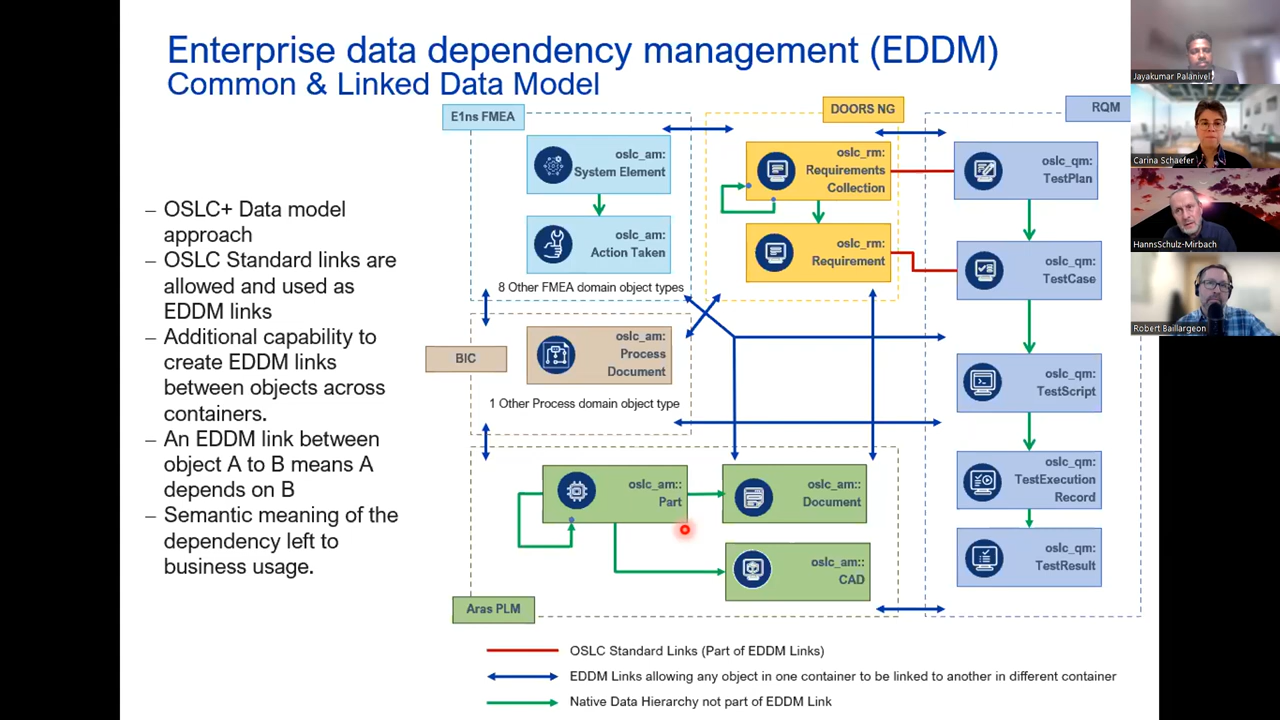 Enterprise data dependency management (EDDM)
Common & Linked Data Model
– OSLC+ Data model
approach
– OSLC Standard links are
allowed and used as
EDDM links
– Additional capability to
create EDDM links
between objects across
containers.
– An EDDM link between
object A to B means A
depends on B
– Semantic meaning of the
dependency left to
business usage.
E1ns FMEA
oslc_am:
System Element
oslc_am:
Action Taken
8 Other FMEA domain object types
BIC
oslc_am:
Process
Document
1 Other Process domain object type
DOORS NG
oslc_rm:
Requirements
Collection
oslc_rm:
Requirement
RQM
oslc_qm:
TestPlan
oslc_qm:
TestCase
oslc_qm:
TestScript
oslc_qm:
TestExecution
Record
oslc_qm:
TestResult
oslc_am::
Part
oslc_am::
Document
oslc_am::
CAD
Aras PLM
OSLC Standard Links (Part of EDDM Links)
EDDM Links allowing any object in one container to be linked to another in different container
Native Data Hierarchy not part of EDDM Link
Jayakumar Palanivel
Carina Schaefer
HannsSchulz-Mirbach
Robert Baillargeon